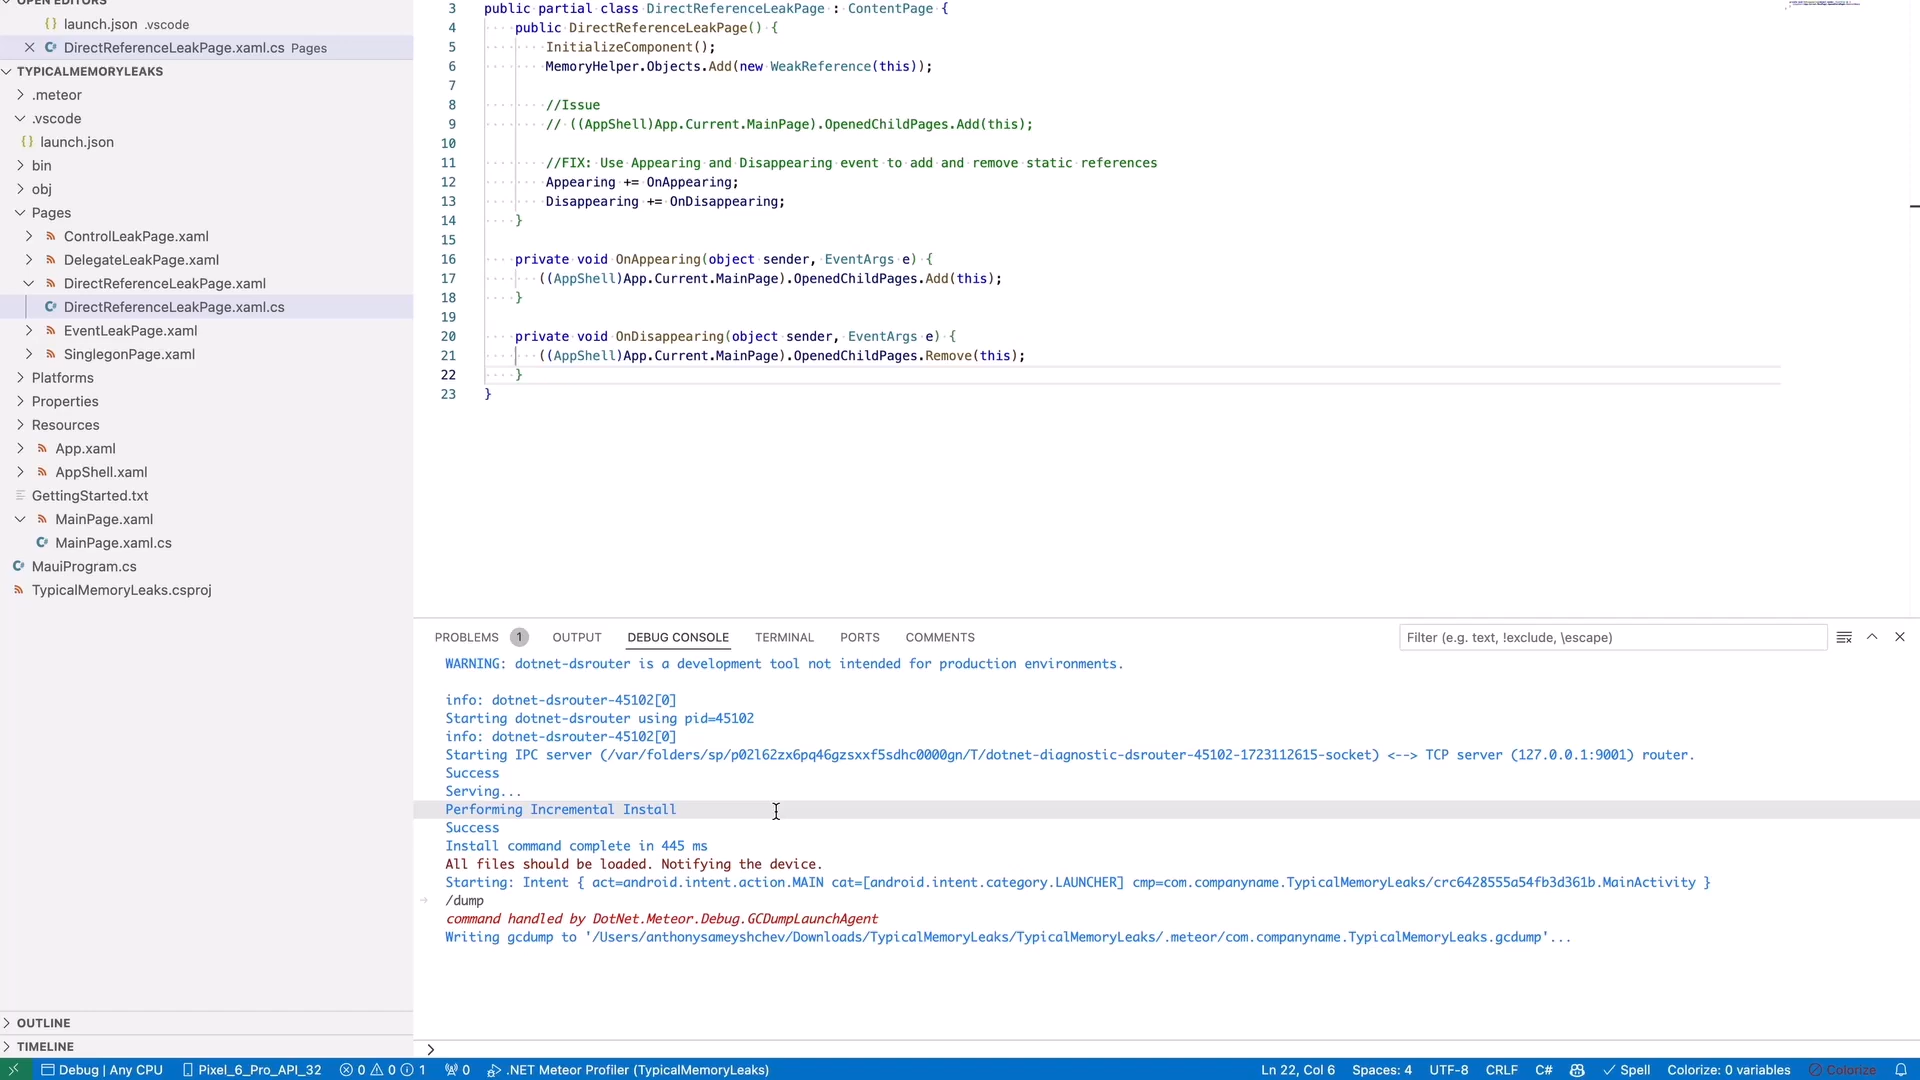 OPEN EDITORS
launch.json .vscode
DirectReferenceLeakPage.xaml.cs Pages
TYPICALMEMORYLEAKS
.meteor
.vscode
{} launch.json
bin
obj
Pages
ControlLeakPage.xaml
DelegateLeakPage.xaml
DirectReferenceLeakPage.xaml
DirectReferenceLeakPage.xaml.cs
EventLeakPage.xaml
SinglegonPage.xaml
Platforms
Properties
Resources
App.xaml
AppShell.xaml
GettingStarted.txt
MainPage.xaml
MainPage.xaml.cs
MauiProgram.cs
TypicalMemoryLeaks.csproj
OUTLINE
TIMELINE
3 public partial class DirectReferenceLeakPage : ContentPage {
4 public DirectReferenceLeakPage() {
5 InitializeComponent();
6 MemoryHelper.Objects.Add(new WeakReference(this));
7
8 //Issue
9 // ((AppShell)App.Current.MainPage).OpenedChildPages.Add(this);
10
11 //FIX: Use Appearing and Disappearing event to add and remove static references
12 Appearing += OnAppearing;
13 Disappearing += OnDisappearing;
14 }
15
16 private void OnAppearing(object sender, EventArgs e) {
17 ((AppShell)App.Current.MainPage).OpenedChildPages.Add(this);
18 }
19
20 private void OnDisappearing(object sender, EventArgs e) {
21 ((AppShell)App.Current.MainPage).OpenedChildPages.Remove(this);
22 }
23 }
PROBLEMS 1 OUTPUT DEBUG CONSOLE TERMINAL PORTS COMMENTS Filter (e.g. text, !exclude, \escape)
WARNING: dotnet-dsrouter is a development tool not intended for production environments.
info: dotnet-dsrouter-45102[0]
Starting dotnet-dsrouter using pid=45102
info: dotnet-dsrouter-45102[0]
Starting IPC server (/var/folders/sp/p02l62zx6pq46gzsxxf5sdhc0000gn/T/dotnet-diagnostic-dsrouter-45102-1723112615-socket) <--> TCP server (127.0.0.1:9001) router.
Success
Serving...
Performing Incremental Install
Success
Install command complete in 445 ms
All files should be loaded. Notifying the device.
Starting: Intent { act=android.intent.action.MAIN cat=[android.intent.category.LAUNCHER] cmp=com.companyname.TypicalMemoryLeaks/crc6428555a54fb3d361b.MainActivity }
/dump
command handled by DotNet.Meteor.Debug.GCDumpLaunchAgent
Writing gcdump to '/Users/anthonysameyshchev/Downloads/TypicalMemoryLeaks/TypicalMemoryLeaks/.meteor/com.companyname.TypicalMemoryLeaks.gcdump'...
Debug | Any CPU Pixel_6_Pro_API_32 0 0 1 0 .NET Meteor Profiler (TypicalMemoryLeaks) Ln 22, Col 6 Spaces: 4 UTF-8 CRLF C# Spell Colorize: 0 variables Colorize